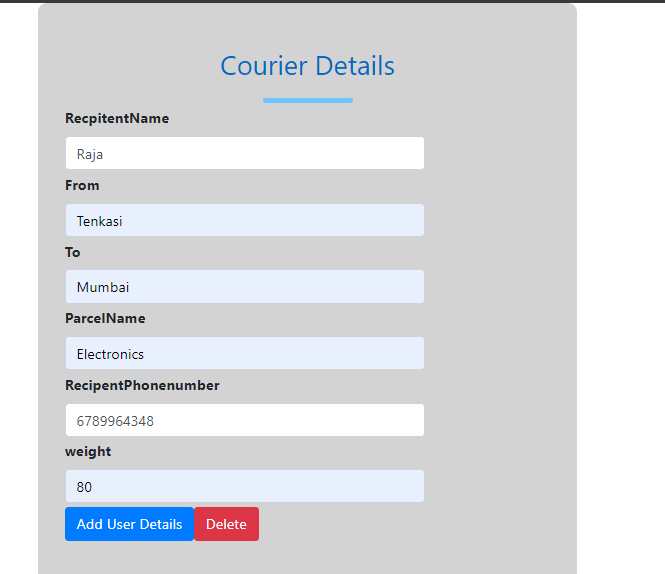 Courier Details
RecpitentName
Raja
From
Tenkasi
To
Mumbai
ParcelName
Electronics
RecipentPhonenumber
6789964348
weight
80
Add User Details Delete